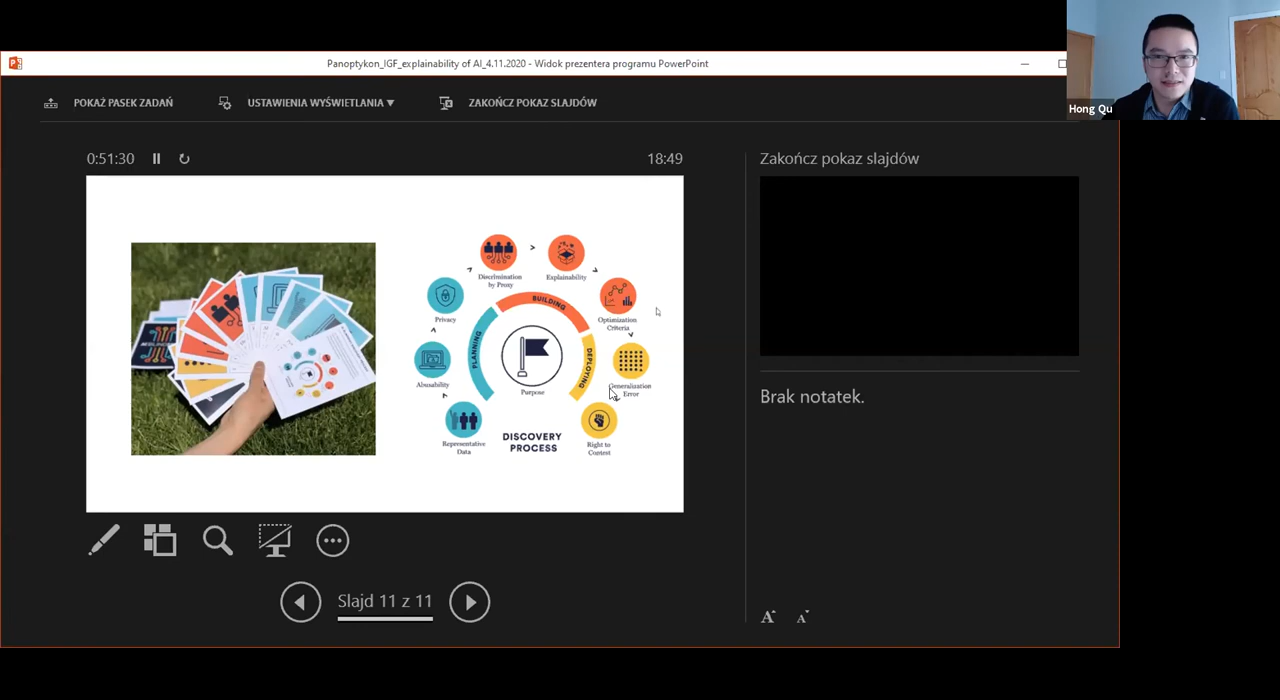 Panoptykon_IGF_explainability of AI_4.11.2020 - Widok prezentera programu PowerPoint
Hong Qu
POKAŻ PASEK ZADAŃ
USTAWIENIA WYŚWIETLANIA ▼
ZAKOŃCZ POKAZ SLAJDÓW
0:51:30
18:49
Zakończ pokaz slajdów
Discrimination
by Proxy
Explainability
Privacy
BUILDING
Optimization
Criteria
PLANNING
DEPLOYING
Abusability
Purpose
Generalization
Error
Representative
Data
DISCOVERY
PROCESS
Right to
Contest
Brak notatek.
Slajd 11 z 11
A
A